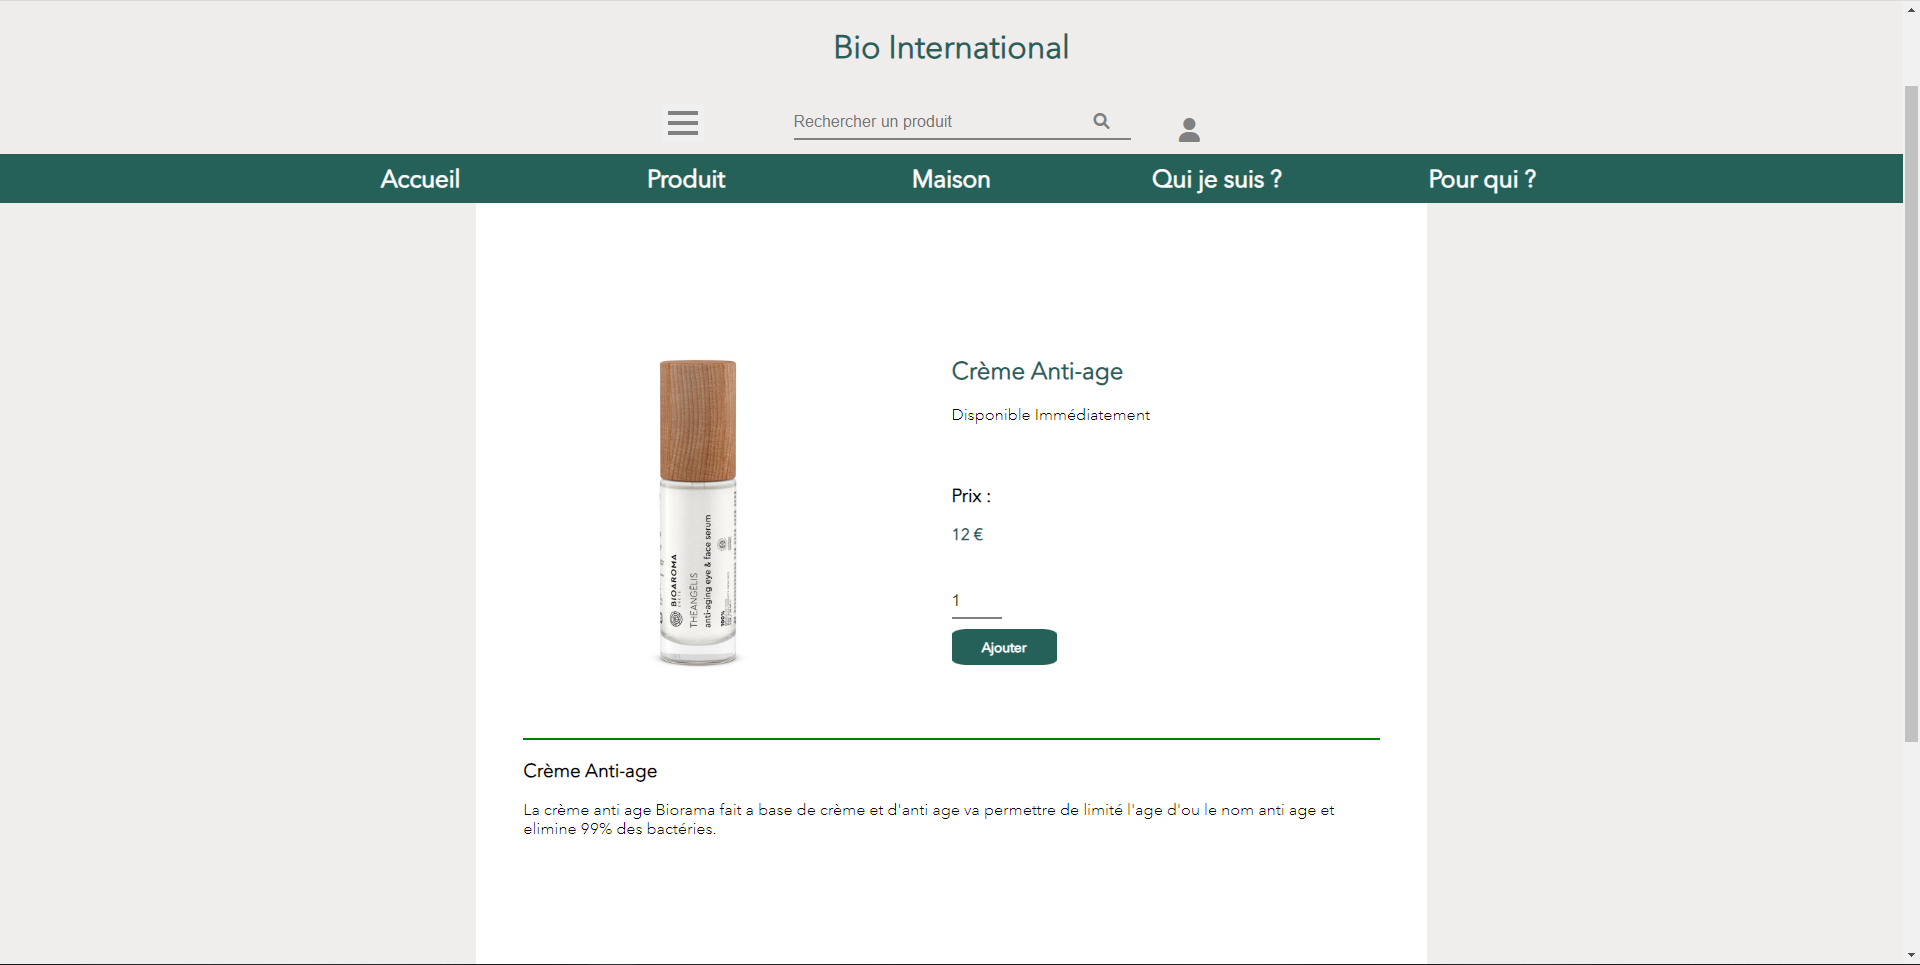 Bio International
Rechercher un produit
Accueil Produit Maison Qui je suis ? Pour qui ?
Crème Anti-age
Disponible Immédiatement
Prix :
12 €
1
Ajouter
BIOAROMA
THEANGELIS
anti-aging eye & face serum
100%
Crème Anti-age
La crème anti age Biorama fait a base de crème et d'anti age va permettre de limité l'age d'ou le nom anti age et
elimine 99% des bactéries.